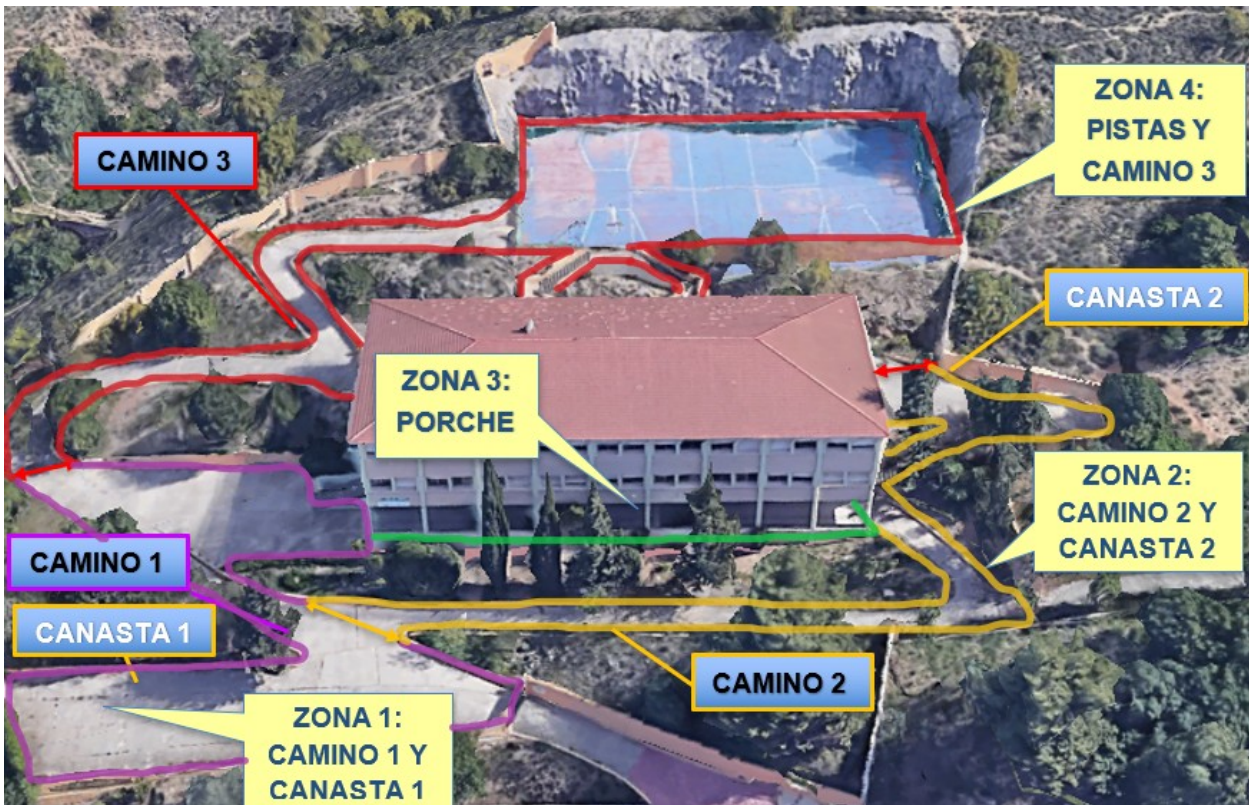 CAMINO 3
ZONA 4:
PISTAS Y
CAMINO 3
CANASTA 2
ZONA 3:
PORCHE
ZONA 2:
CAMINO 2 Y
CANASTA 2
CAMINO 1
CANASTA 1
CAMINO 2
ZONA 1:
CAMINO 1 Y
CANASTA 1